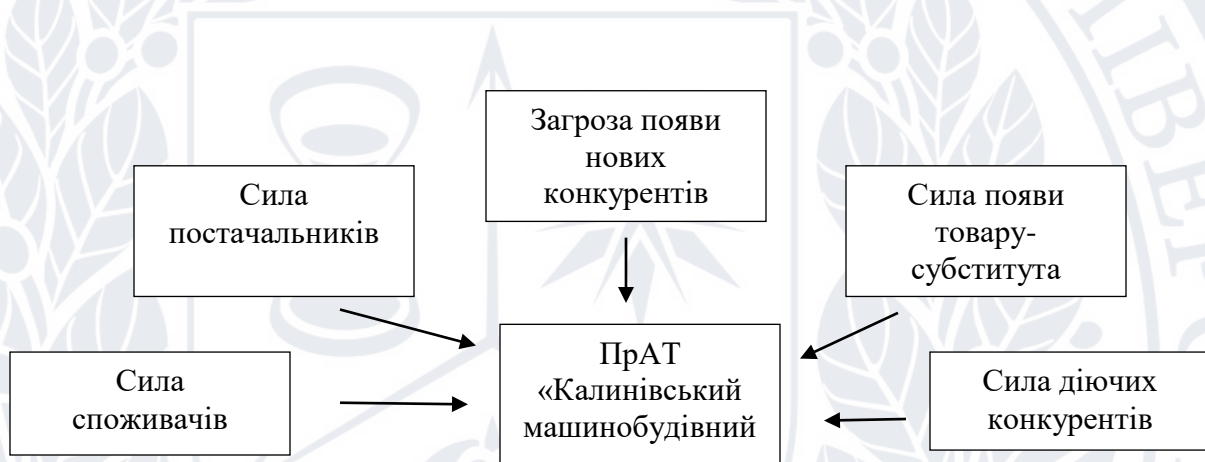 Загроза появи
нових
конкурентів
Сила
постачальників
Сила появи
товару-
субститута
ПрАТ
«Калинівський
машинобудівний
Сила
споживачів
Сила діючих
конкурентів